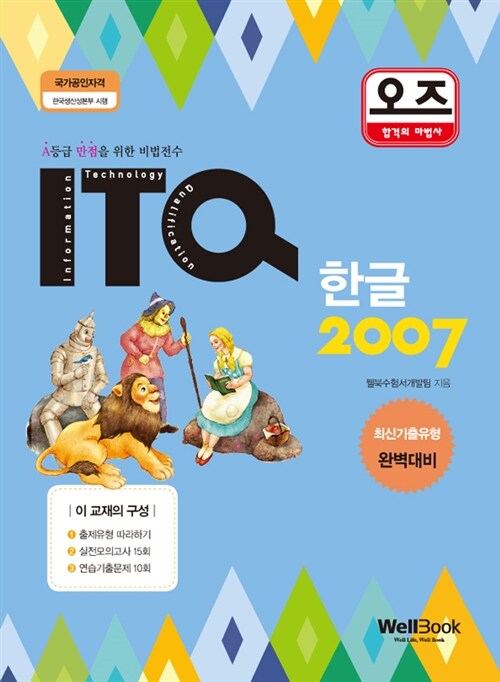 국가공인자격
한국생산성본부 시행
오즈
합격의 마법사
A등급 만점을 위한 비법전수
Information
Technology
Qualification
ITQ
한글
2007
웰북수험서개발팀 지음
최신기출유형
완벽대비
이 교재의 구성
1 출제유형 따라하기
2 실전모의고사 15회
3 연습기출문제 10회
WellBook
Well Life, Well Book